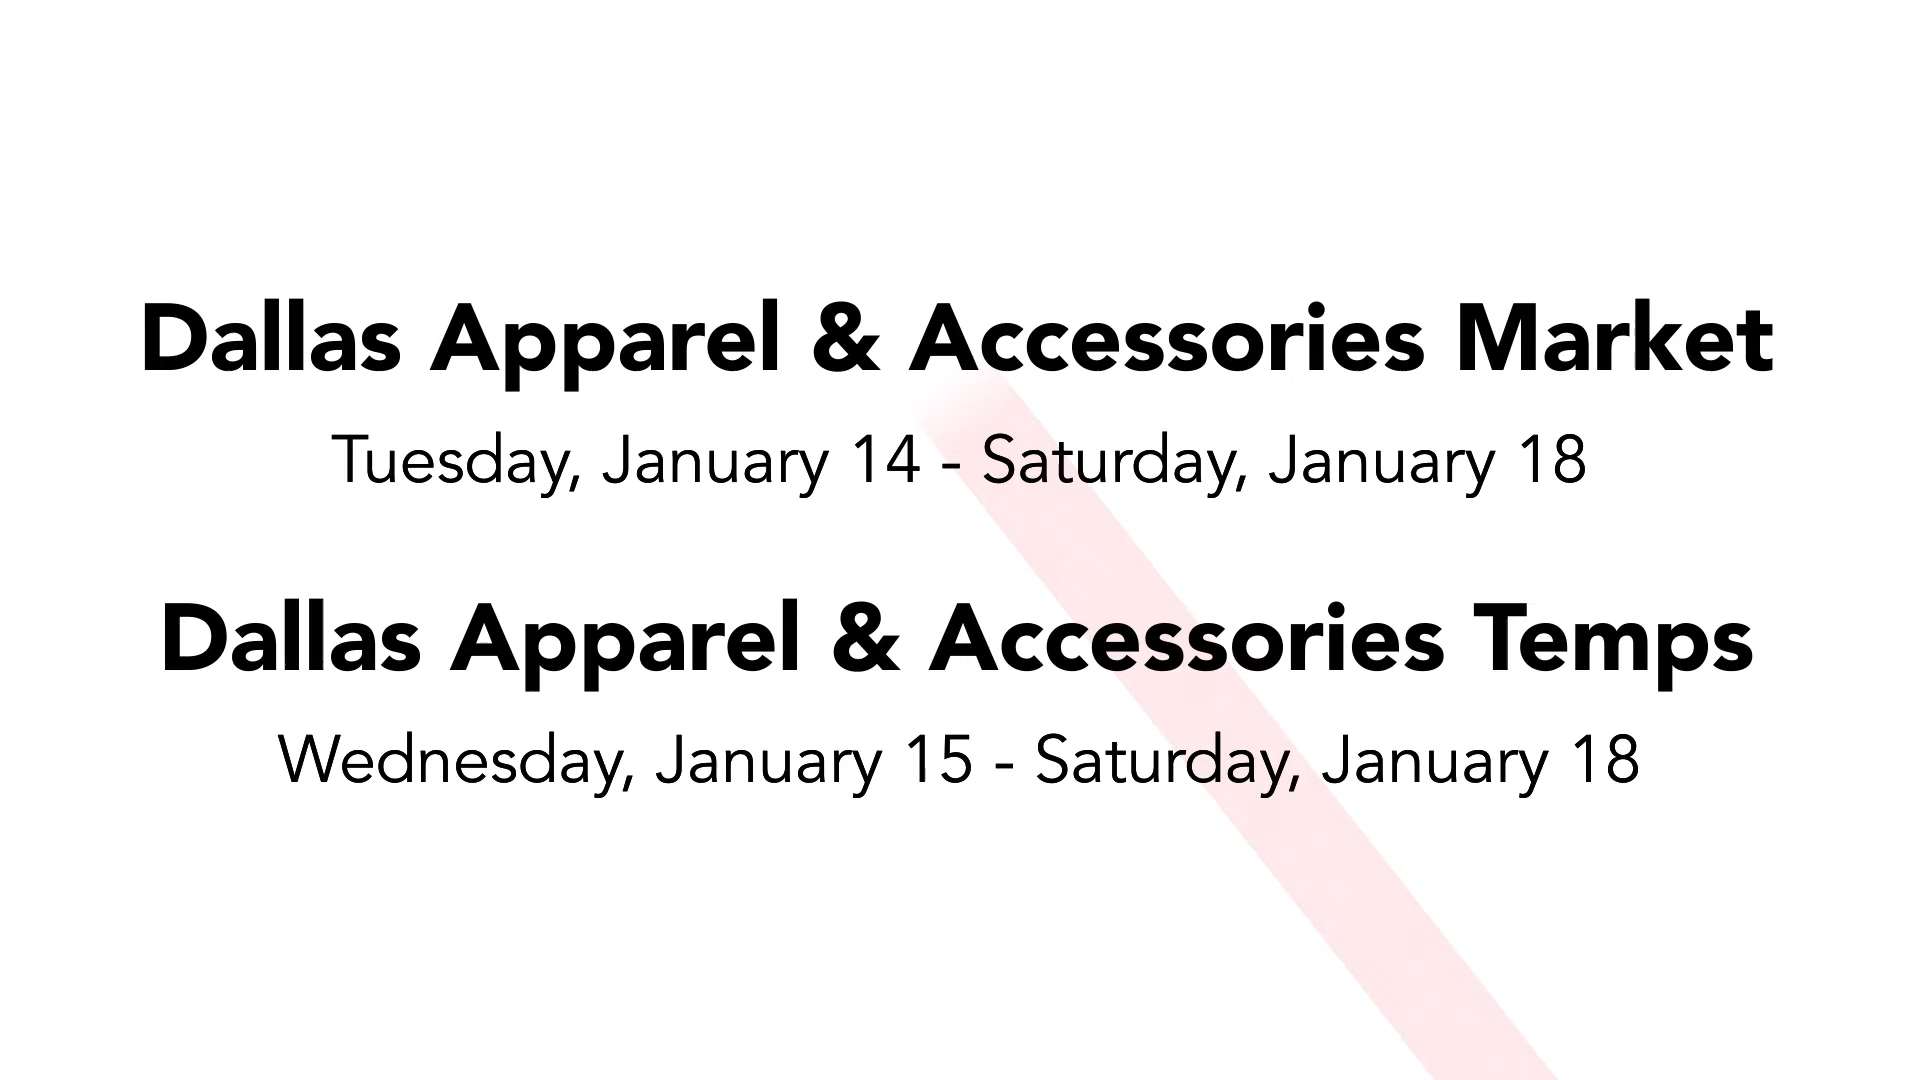 Dallas Apparel & Accessories Market
Tuesday, January 14 - Saturday, January 18
Dallas Apparel & Accessories Temps
Wednesday, January 15 - Saturday, January 18